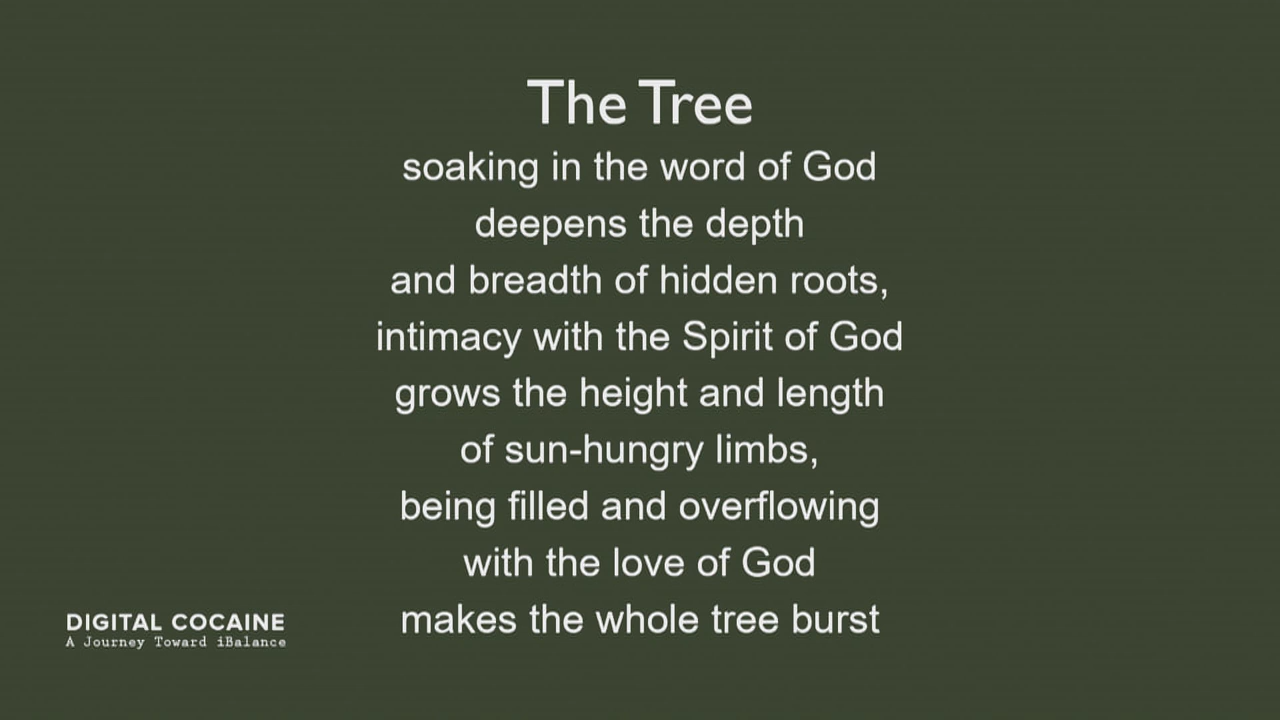 The Tree
soaking in the word of God
deepens the depth
and breadth of hidden roots,
intimacy with the Spirit of God
grows the height and length
of sun-hungry limbs,
being filled and overflowing
with the love of God
makes the whole tree burst
DIGITAL COCAINE
A Journey Toward iBalance